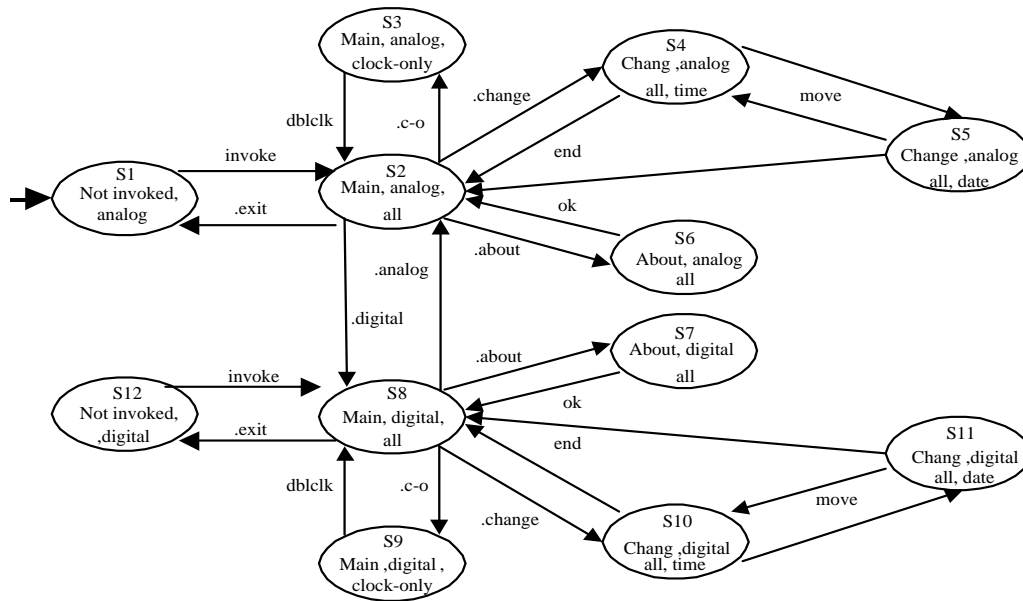 S3
Main, analog,
clock-only
S4
Chang ,analog
all, time
.change
move
dblclk
.c-o
S5
Change ,analog
all, date
invoke
end
S1
Not invoked,
analog
S2
Main, analog,
all
.exit
ok
S6
About, analog
all
.about
.analog
.digital
S7
About, digital
all
.about
invoke
S12
Not invoked,
,digital
S8
Main, digital,
all
ok
.exit
end
S11
Chang ,digital
all, date
dblclk
.c-o
move
.change
S10
Chang ,digital
all, time
S9
Main ,digital ,
clock-only